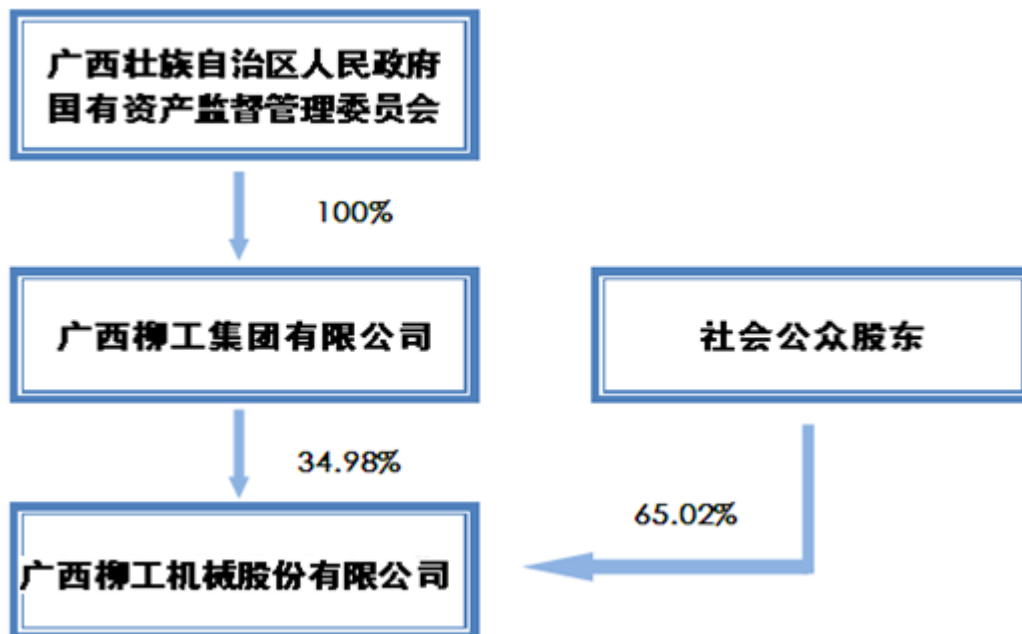 广西壮族自治区人民政府
国有资产监督管理委员会
100%
广西柳工集团有限公司
社会公众股东
34.98%
65.02%
广西柳工机械股份有限公司